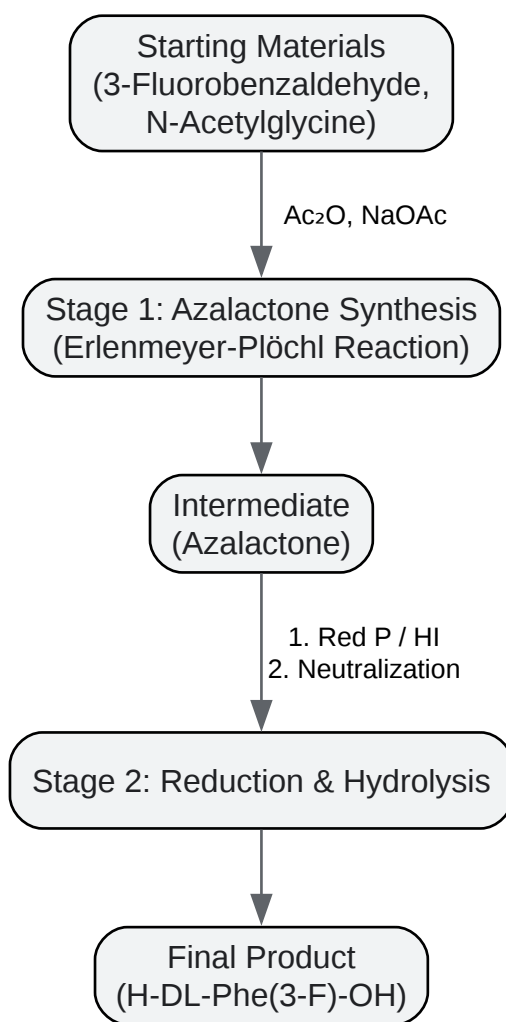 Starting Materials
(3-Fluorobenzaldehyde,
N-Acetylglycine)
Ac₂O, NaOAc
Stage 1: Azalactone Synthesis
(Erlenmeyer-Plöchl Reaction)
Intermediate
(Azalactone)
1. Red P / HI
2. Neutralization
Stage 2: Reduction & Hydrolysis
Final Product
(H-DL-Phe(3-F)-OH)